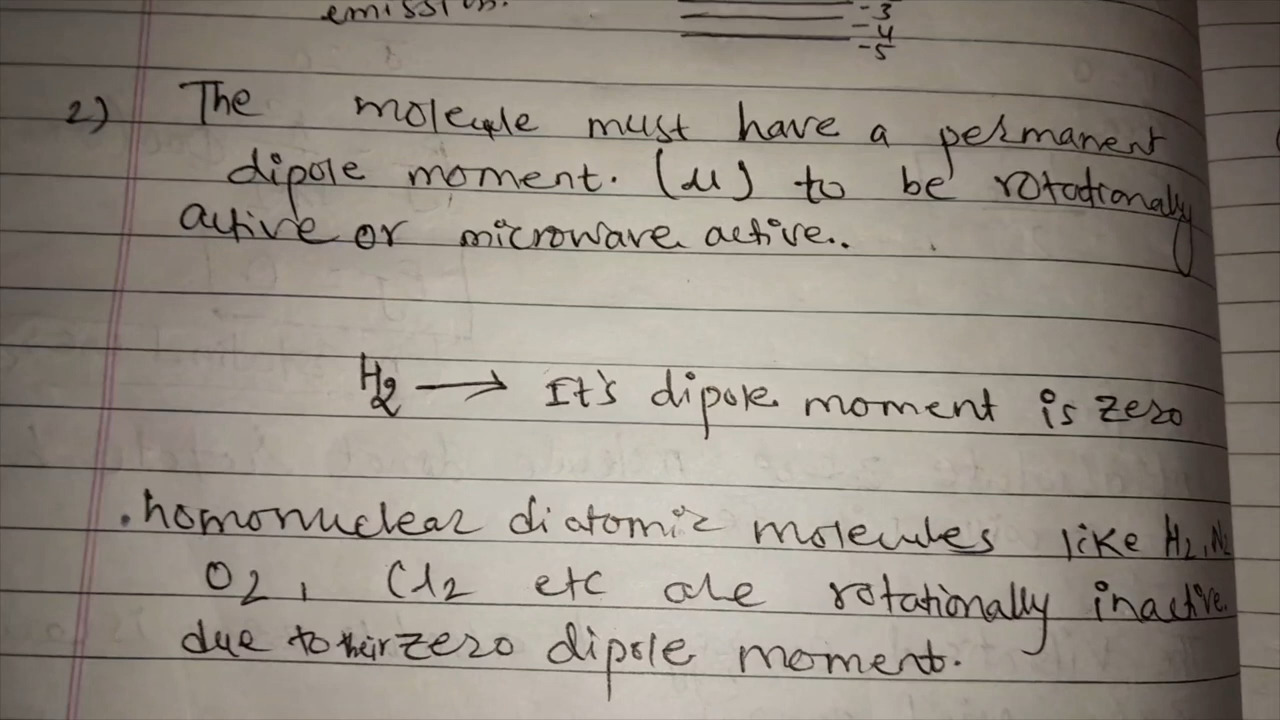 emission.
-3
-4
-5
2) The molecule must have a permanent
dipole moment. (μ) to be rotationally
active or microwave active..
H2 → It's dipole moment is zero
. homonuclear diatomic molecules like H2, N2
O2, Cl2 etc are rotationally inactive.
due to their zero dipole moment.